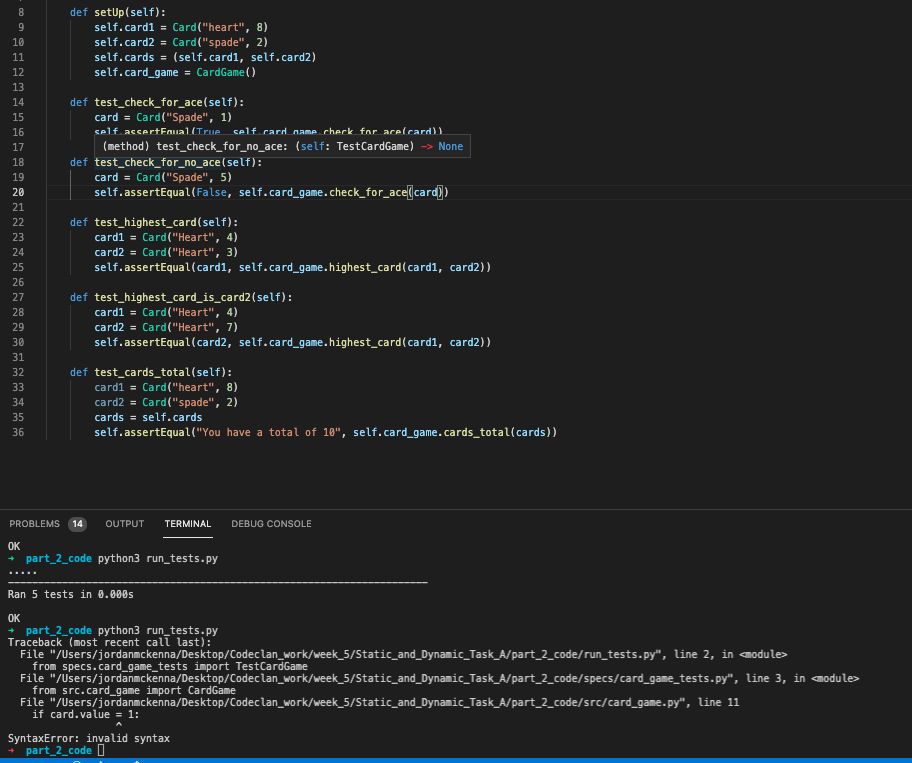 8 def setUp(self):
9 self.card1 = Card("heart", 8)
10 self.card2 = Card("spade", 2)
11 self.cards = (self.card1, self.card2)
12 self.card_game = CardGame()
13
14 def test_check_for_ace(self):
15 card = Card("Spade", 1)
16 self.assertEqual(True, self.card_game.check_for_ace(card))
17 (method) test_check_for_no_ace: (self: TestCardGame) -> None
18 def test_check_for_no_ace(self):
19 card = Card("Spade", 5)
20 self.assertEqual(False, self.card_game.check_for_ace(card))
21
22 def test_highest_card(self):
23 card1 = Card("Heart", 4)
24 card2 = Card("Heart", 3)
25 self.assertEqual(card1, self.card_game.highest_card(card1, card2))
26
27 def test_highest_card_is_card2(self):
28 card1 = Card("Heart", 4)
29 card2 = Card("Heart", 7)
30 self.assertEqual(card2, self.card_game.highest_card(card1, card2))
31
32 def test_cards_total(self):
33 card1 = Card("heart", 8)
34 card2 = Card("spade", 2)
35 cards = self.cards
36 self.assertEqual("You have a total of 10", self.card_game.cards_total(cards))
PROBLEMS 14 OUTPUT TERMINAL DEBUG CONSOLE
OK
→ part_2_code python3 run_tests.py
.....
----------------------------------------------------------------------
Ran 5 tests in 0.000s
OK
→ part_2_code python3 run_tests.py
Traceback (most recent call last):
File "/Users/jordanmckenna/Desktop/Codeclan_work/week_5/Static_and_Dynamic_Task_A/part_2_code/run_tests.py", line 2, in <module>
from specs.card_game_tests import TestCardGame
File "/Users/jordanmckenna/Desktop/Codeclan_work/week_5/Static_and_Dynamic_Task_A/part_2_code/specs/card_game_tests.py", line 3, in <module>
from src.card_game import CardGame
File "/Users/jordanmckenna/Desktop/Codeclan_work/week_5/Static_and_Dynamic_Task_A/part_2_code/src/card_game.py", line 11
if card.value = 1:
^
SyntaxError: invalid syntax
→ part_2_code